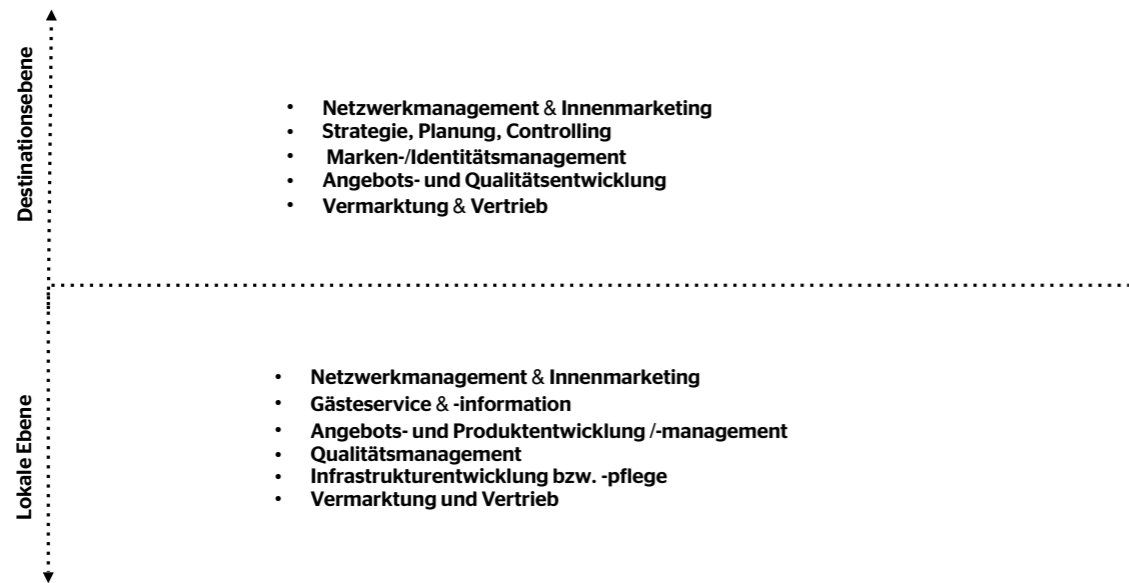 Destinationsebene
• Netzwerkmanagement & Innenmarketing
• Strategie, Planung, Controlling
• Marken-/Identitätsmanagement
• Angebots- und Qualitätsentwicklung
• Vermarktung & Vertrieb
Lokale Ebene
• Netzwerkmanagement & Innenmarketing
• Gästeservice & -information
• Angebots- und Produktentwicklung /-management
• Qualitätsmanagement
• Infrastrukturentwicklung bzw. -pflege
• Vermarktung und Vertrieb